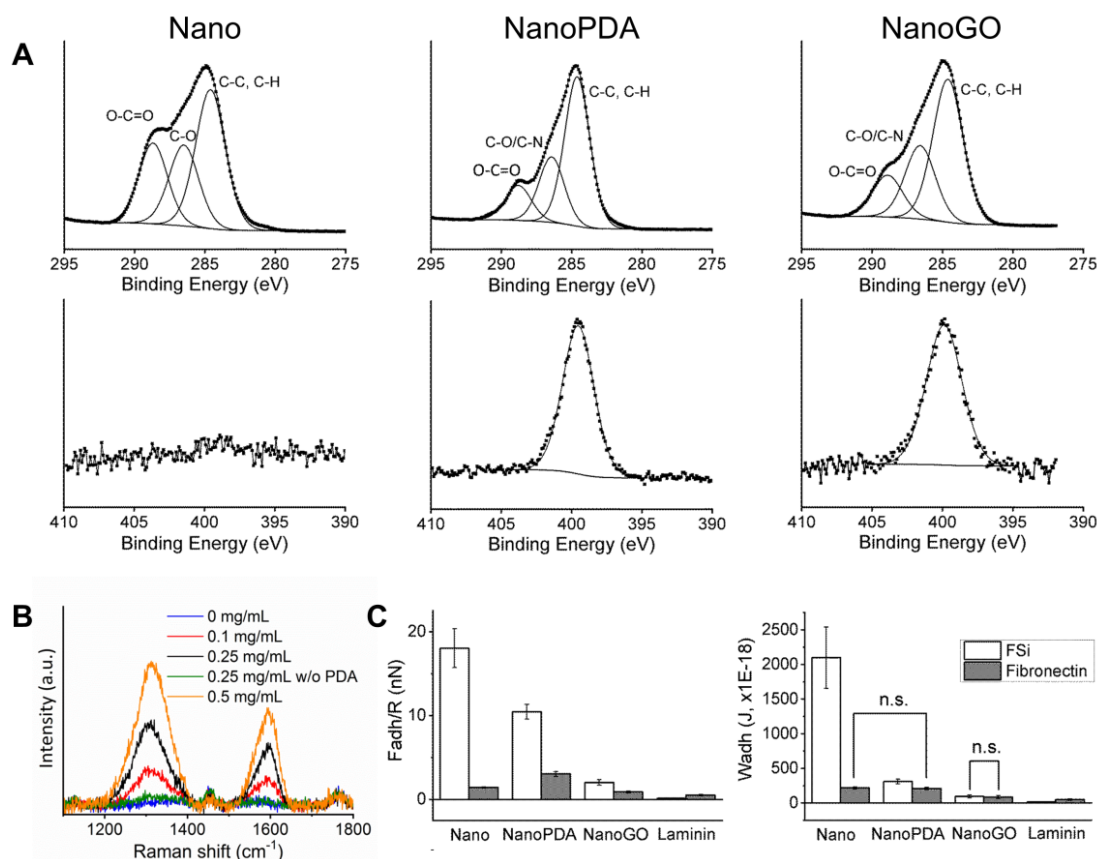 Nano NanoPDA NanoGO
A
O-C=O C-O C-C, C-H
C-O/C-N O-C=O C-C, C-H
C-O/C-N O-C=O C-C, C-H
295 290 285 280 275 295 290 285 280 275 295 290 285 280 275
Binding Energy (eV) Binding Energy (eV) Binding Energy (eV)
410 405 400 395 390 410 405 400 395 390 410 405 400 395 390
Binding Energy (eV) Binding Energy (eV) Binding Energy (eV)
B
Intensity (a.u.)
0 mg/mL
0.1 mg/mL
0.25 mg/mL
0.25 mg/mL w/o PDA
0.5 mg/mL
1200 1400 1600 1800
Raman shift (cm⁻¹)
C
Fadh/R (nN)
20
10
0
Nano NanoPDA NanoGO Laminin
Wadh (J, x1E-18)
2500
2250
2000
1750
1500
1250
1000
750
500
250
0
FSi
Fibronectin
n.s.
n.s.
Nano NanoPDA NanoGO Laminin